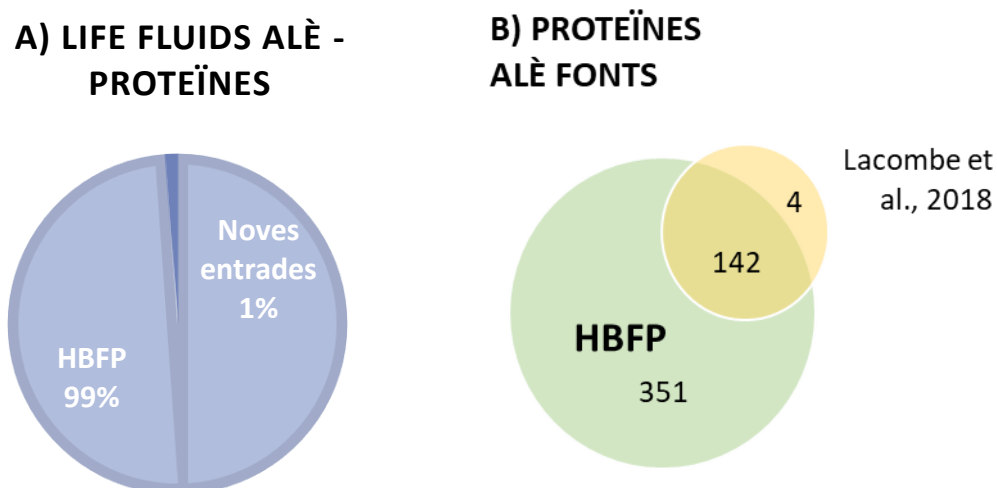 A) LIFE FLUIDS ALÈ -
PROTEÏNES
Noves
entrades
1%
HBFP
99%
B) PROTEÏNES
ALÈ FONTS
Lacombe et
al., 2018
4
142
HBFP
351